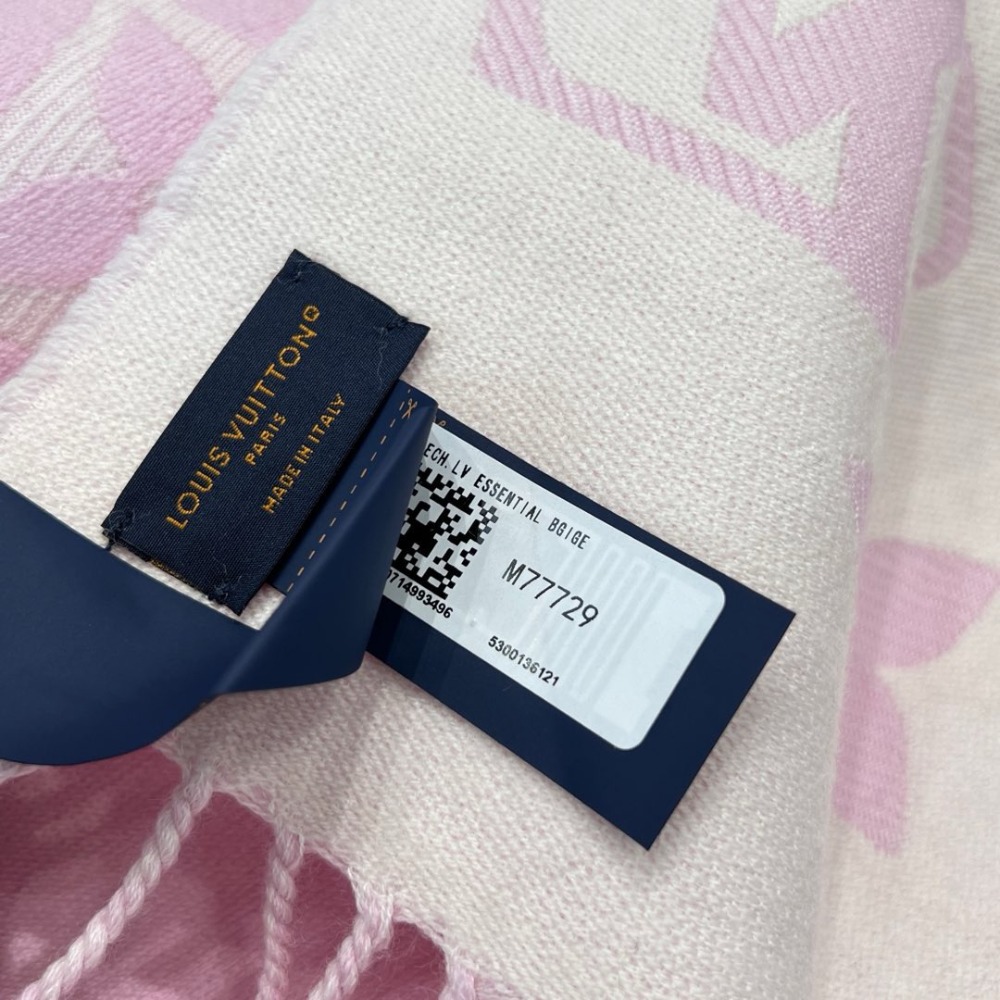 LOUIS VUITTON®
PARIS
MADE IN ITALY
ECH.LV ESSENTIAL BGIGE
M77729
714993496
5300136121